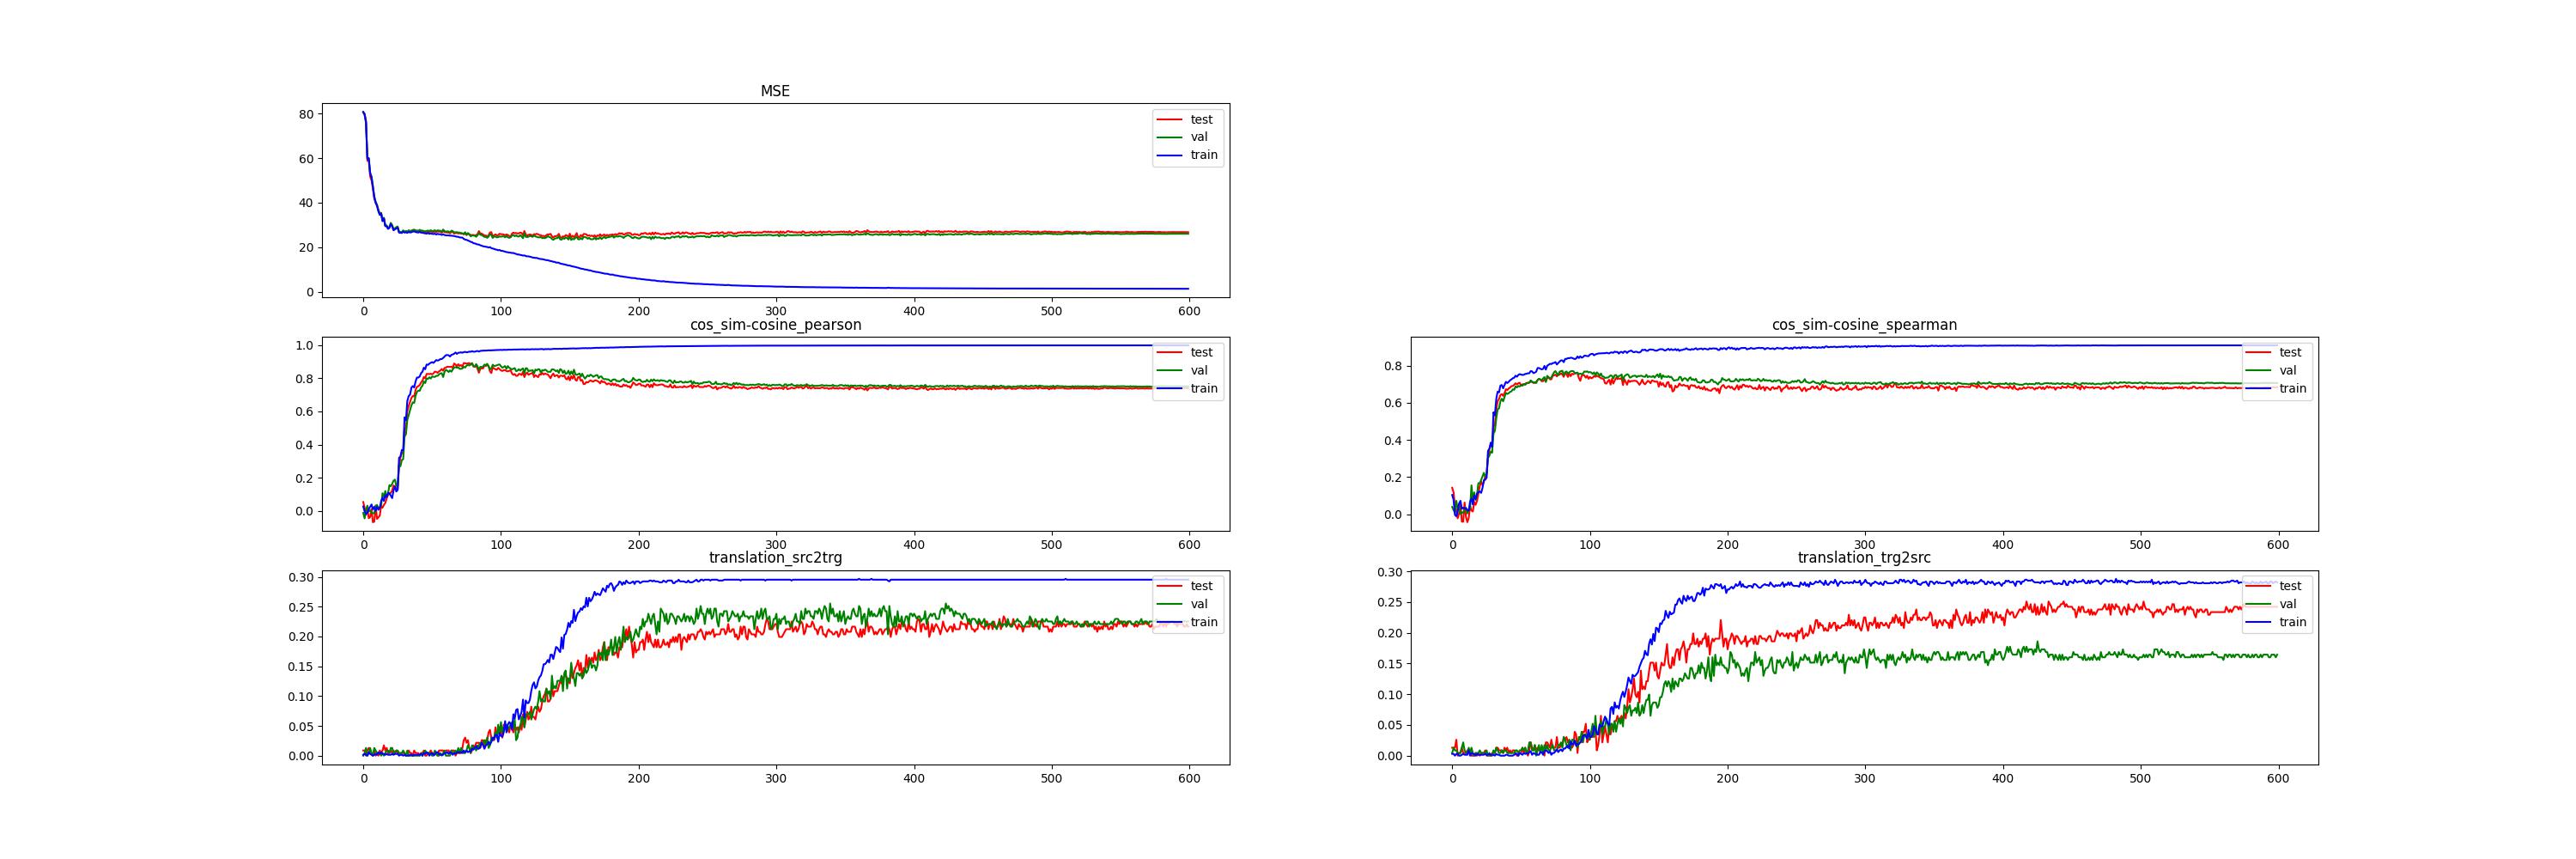 MSE
80
60
40
20
0
test
val
train
0 100 200 300 400 500 600
cos_sim-cosine_pearson
1.0
0.8
0.6
0.4
0.2
0.0
test
val
train
0 100 200 300 400 500 600
cos_sim-cosine_spearman
0.8
0.6
0.4
0.2
0.0
test
val
train
0 100 200 300 400 500 600
translation_src2trg
0.30
0.25
0.20
0.15
0.10
0.05
0.00
test
val
train
0 100 200 300 400 500 600
translation_trg2src
0.30
0.25
0.20
0.15
0.10
0.05
0.00
test
val
train
0 100 200 300 400 500 600